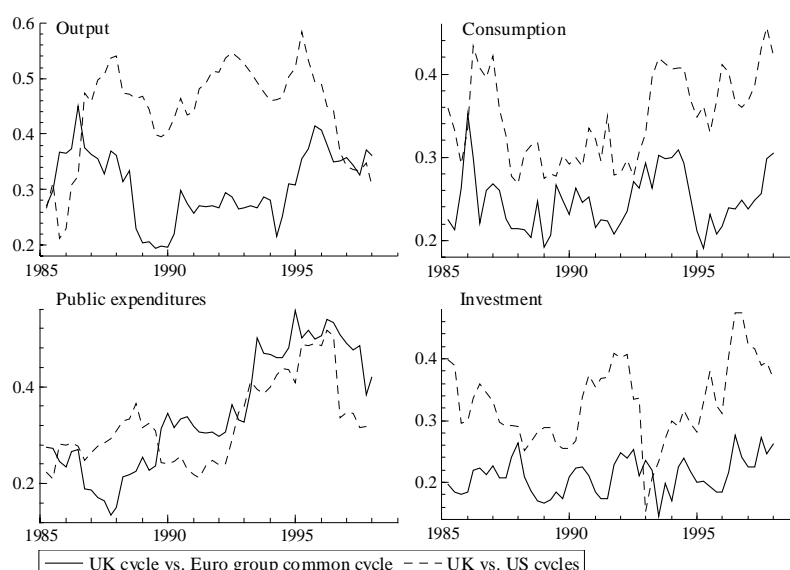 0.6
Output
0.5
0.4
0.3
0.2
1985 1990 1995
Consumption
0.4
0.3
0.2
1985 1990 1995
Public expenditures
0.4
0.2
1985 1990 1995
Investment
0.4
0.3
0.2
1985 1990 1995
UK cycle vs. Euro group common cycle UK vs. US cycles